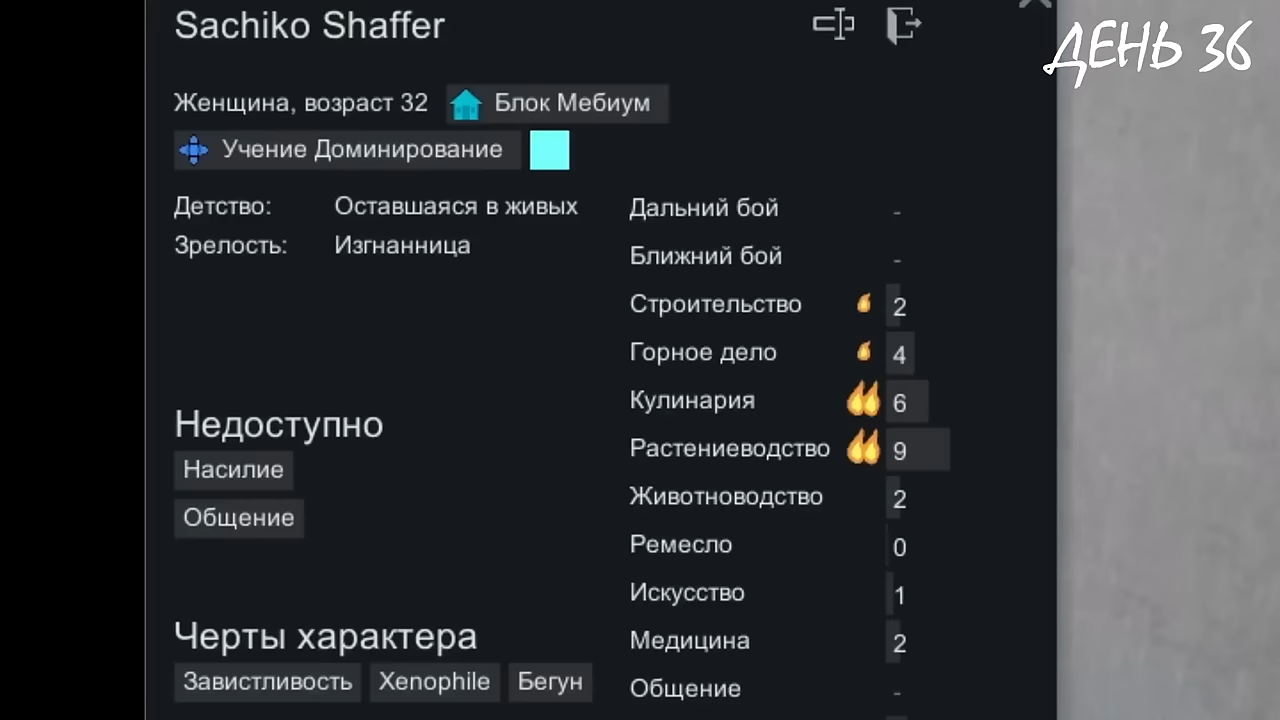 Sachiko Shaffer
ДЕНЬ 36
Женщина, возраст 32 Блок Мебиум
Учение Доминирование
Детство: Оставшаяся в живых
Зрелость: Изгнанница
Недоступно
Насилие
Общение
Черты характера
Завистливость Xenophile Бегун
Дальний бой -
Ближний бой -
Строительство 2
Горное дело 4
Кулинария 6
Растениеводство 9
Животноводство 2
Ремесло 0
Искусство 1
Медицина 2
Общение -